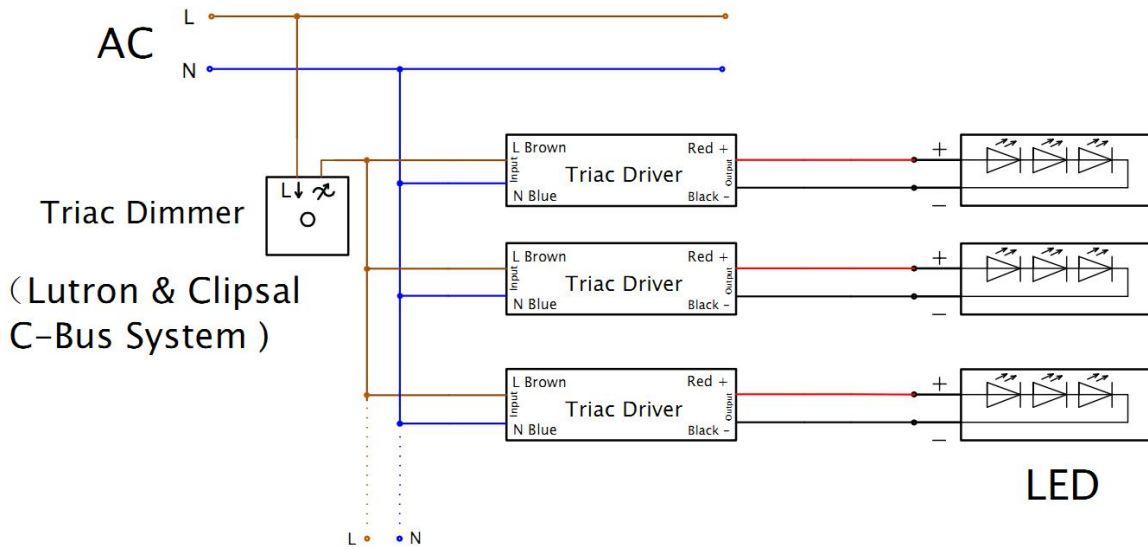 L
AC
N
L Brown
Red +
Input
Triac Driver
Output
N Blue
Black -
+
−
L
Triac Dimmer
(Lutron & Clipsal
C-Bus System )
L Brown
Red +
Input
Triac Driver
Output
N Blue
Black -
+
−
L Brown
Red +
Input
Triac Driver
Output
N Blue
Black -
+
−
LED
L
N